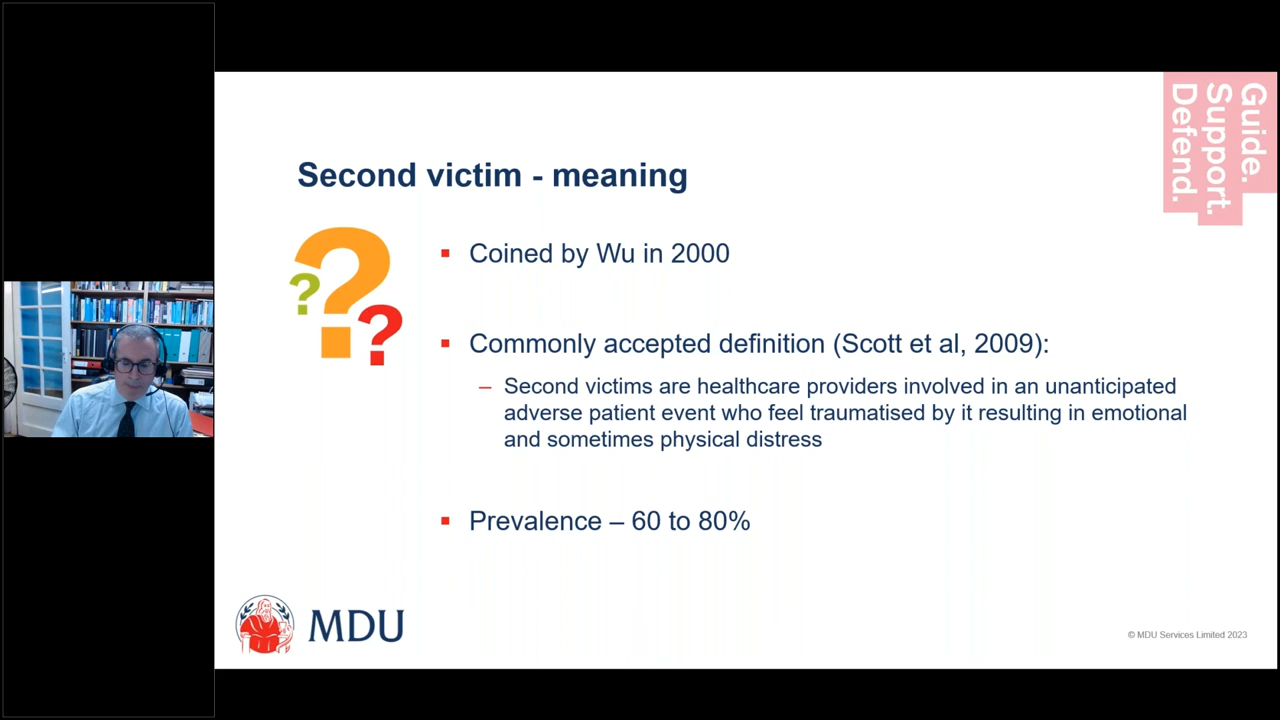 Guide.
Support.
Defend.
Second victim - meaning
? ? ?
▪ Coined by Wu in 2000
▪ Commonly accepted definition (Scott et al, 2009):
– Second victims are healthcare providers involved in an unanticipated
adverse patient event who feel traumatised by it resulting in emotional
and sometimes physical distress
▪ Prevalence – 60 to 80%
MDU
© MDU Services Limited 2023